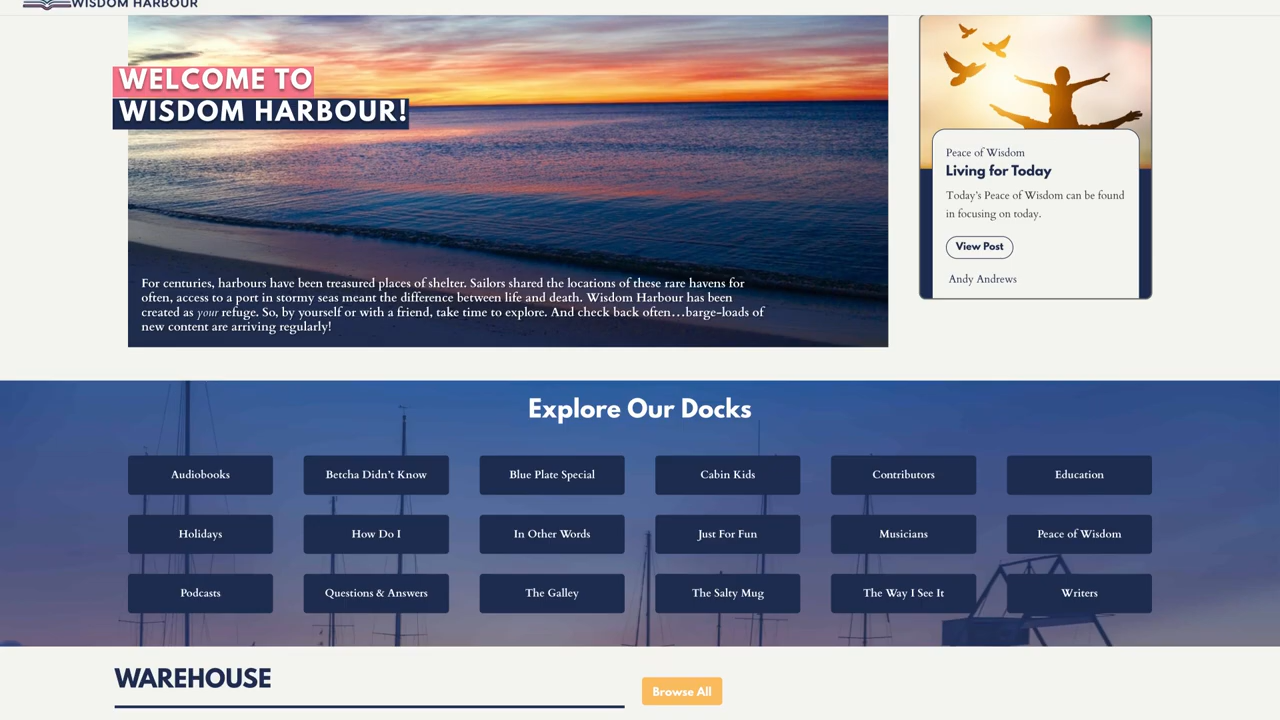 WISDOM HARBOUR
WELCOME TO
WISDOM HARBOUR!
For centuries, harbours have been treasured places of shelter. Sailors shared the locations of these rare havens for
often, access to a port in stormy seas meant the difference between life and death. Wisdom Harbour has been
created as your refuge. So, by yourself or with a friend, take time to explore. And check back often…barge-loads of
new content are arriving regularly!
Peace of Wisdom
Living for Today
Today's Peace of Wisdom can be found
in focusing on today.
View Post
Andy Andrews
Explore Our Docks
Audiobooks
Betcha Didn't Know
Blue Plate Special
Cabin Kids
Contributors
Education
Holidays
How Do I
In Other Words
Just For Fun
Musicians
Peace of Wisdom
Podcasts
Questions & Answers
The Galley
The Salty Mug
The Way I See It
Writers
WAREHOUSE
Browse All